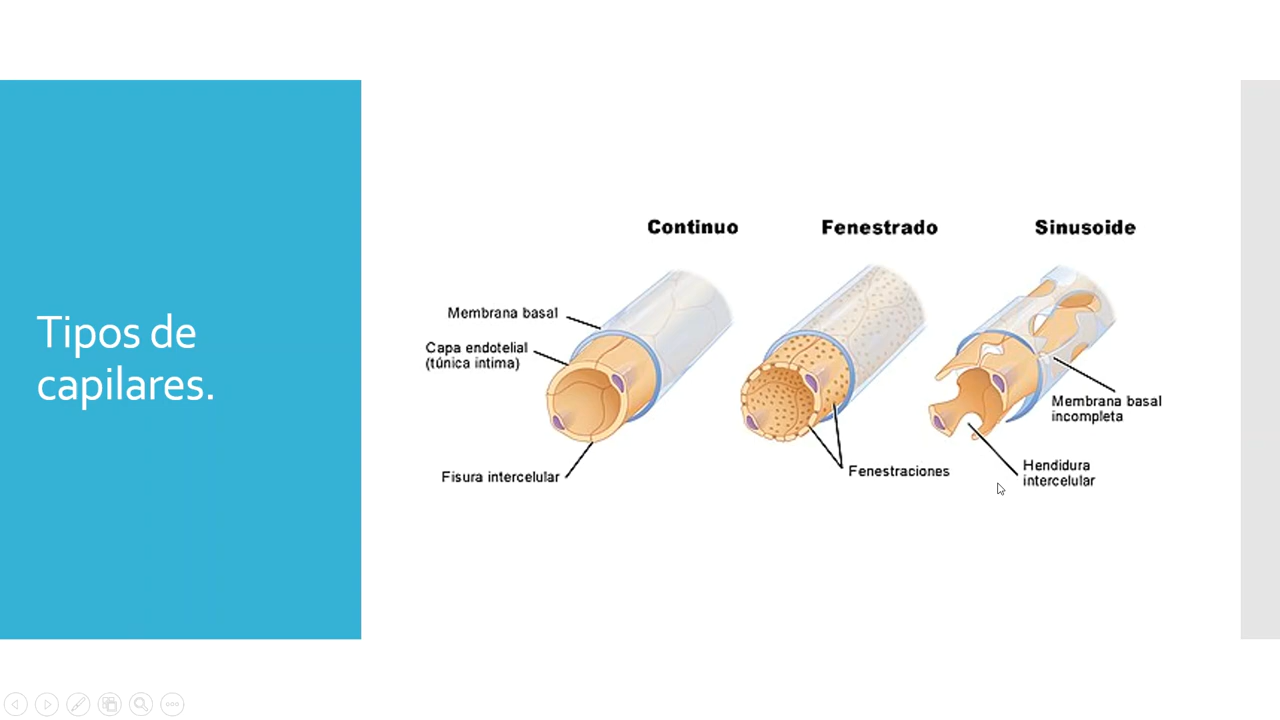 Tipos de
capilares.
Continuo
Fenestrado
Sinusoide
Membrana basal
Capa endotelial
(túnica intima)
Fisura intercelular
Fenestraciones
Membrana basal
incompleta
Hendidura
intercelular